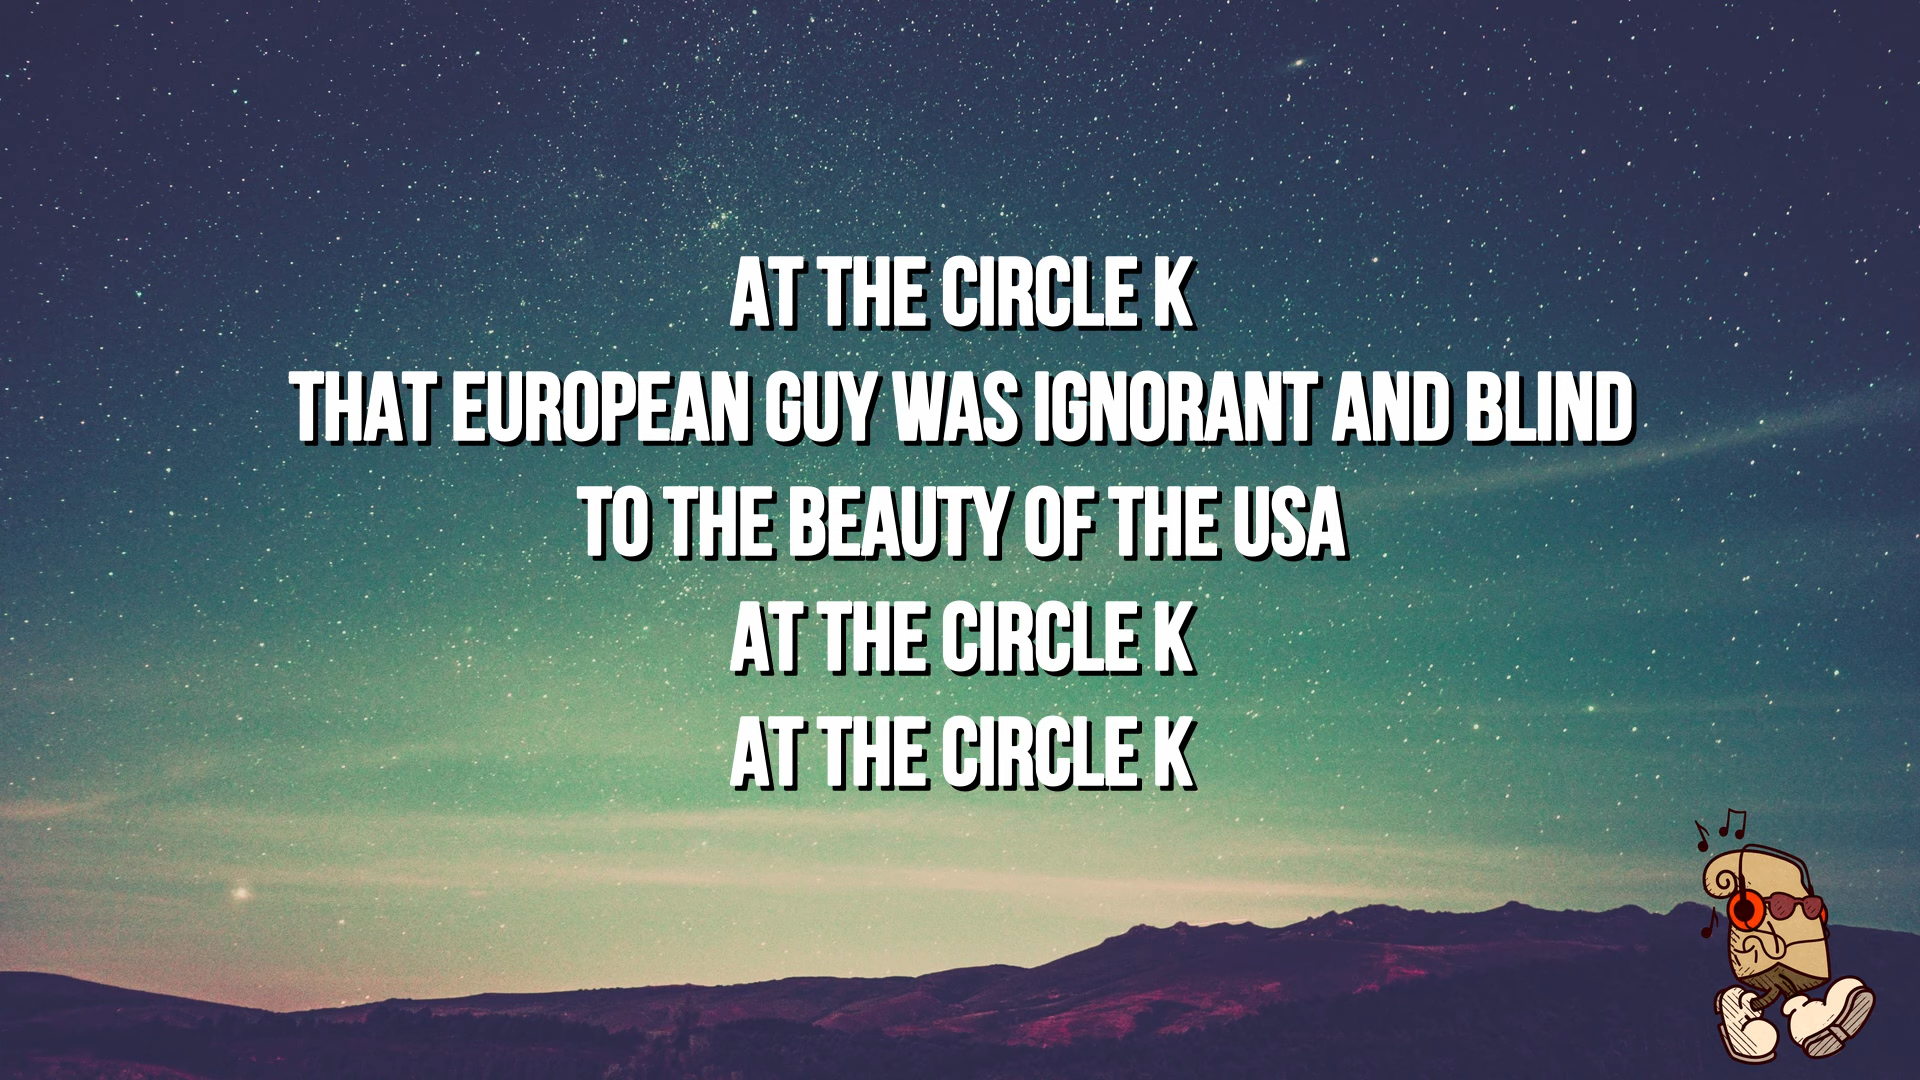 AT THE CIRCLE K
THAT EUROPEAN GUY WAS IGNORANT AND BLIND
TO THE BEAUTY OF THE USA
AT THE CIRCLE K
AT THE CIRCLE K